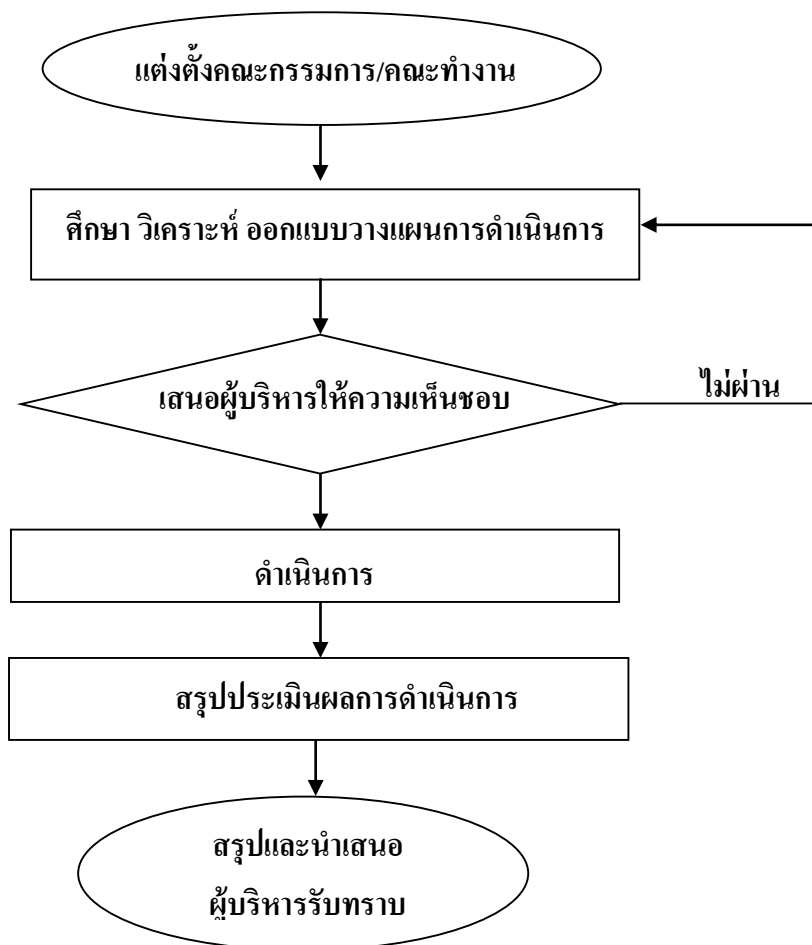 แต่งตั้งคณะกรรมการ/คณะทำงาน
ศึกษา วิเคราะห์ ออกแบบวางแผนการดำเนินการ
เสนอผู้บริหารให้ความเห็นชอบ
ไม่ผ่าน
ดำเนินการ
สรุปประเมินผลการดำเนินการ
สรุปและนำเสนอ
ผู้บริหารรับทราบ